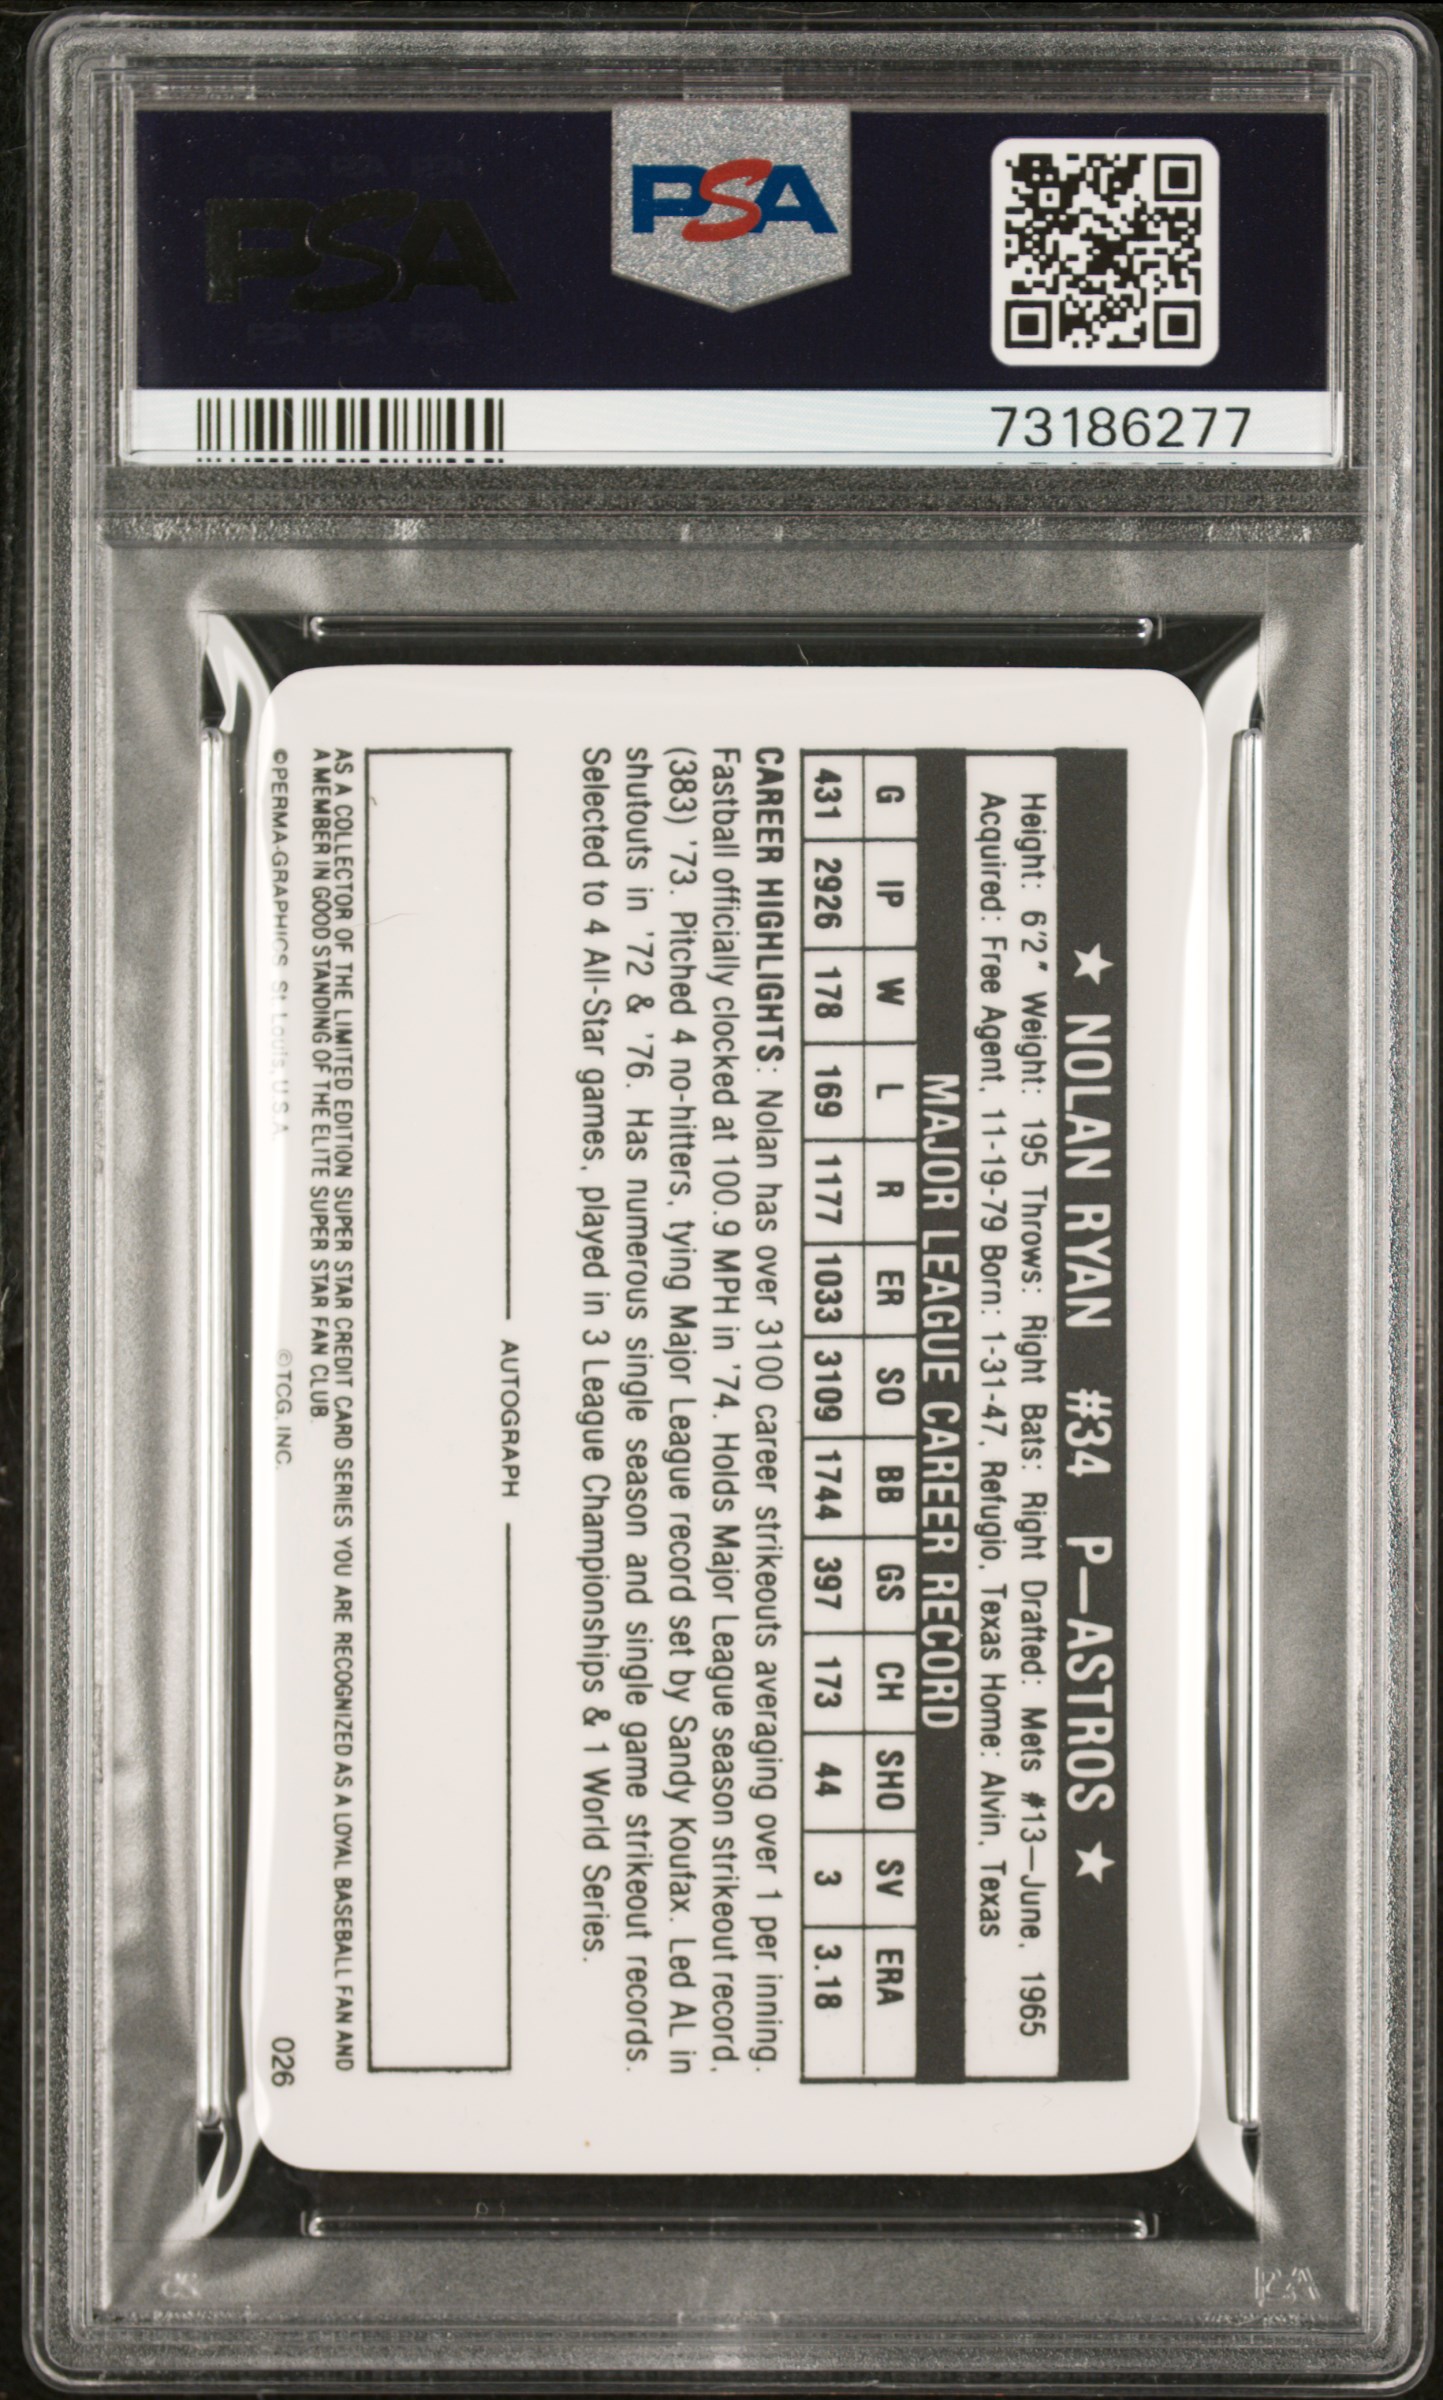 PSA
PSA
73186277
★ NOLAN RYAN #34 P—ASTROS ★
Height: 6'2" Weight: 195 Throws: Right Bats: Right Drafted: Mets #13—June, 1965
Acquired: Free Agent, 11-19-79 Born: 1-31-47, Refugio, Texas Home: Alvin, Texas
MAJOR LEAGUE CAREER RECORD
G IP W L R ER SO BB GS CH SHO SV ERA
431 2926 178 169 1177 1033 3109 1744 397 173 44 3 3.18
CAREER HIGHLIGHTS: Nolan has over 3100 career strikeouts averaging over 1 per inning.
Fastball officially clocked at 100.9 MPH in '74. Holds Major League season strikeout record,
(383) '73. Pitched 4 no-hitters, tying Major League record set by Sandy Koufax. Led AL in
shutouts in '72 & '76. Has numerous single season and single game strikeout records.
Selected to 4 All-Star games, played in 3 League Championships & 1 World Series.
AUTOGRAPH
AS A COLLECTOR OF THE LIMITED EDITION SUPER STAR CREDIT CARD SERIES YOU ARE RECOGNIZED AS A LOYAL BASEBALL FAN AND
A MEMBER IN GOOD STANDING OF THE ELITE SUPER STAR FAN CLUB.
©PERMA-GRAPHICS St. Louis, U.S.A. ©TCG, INC. 026